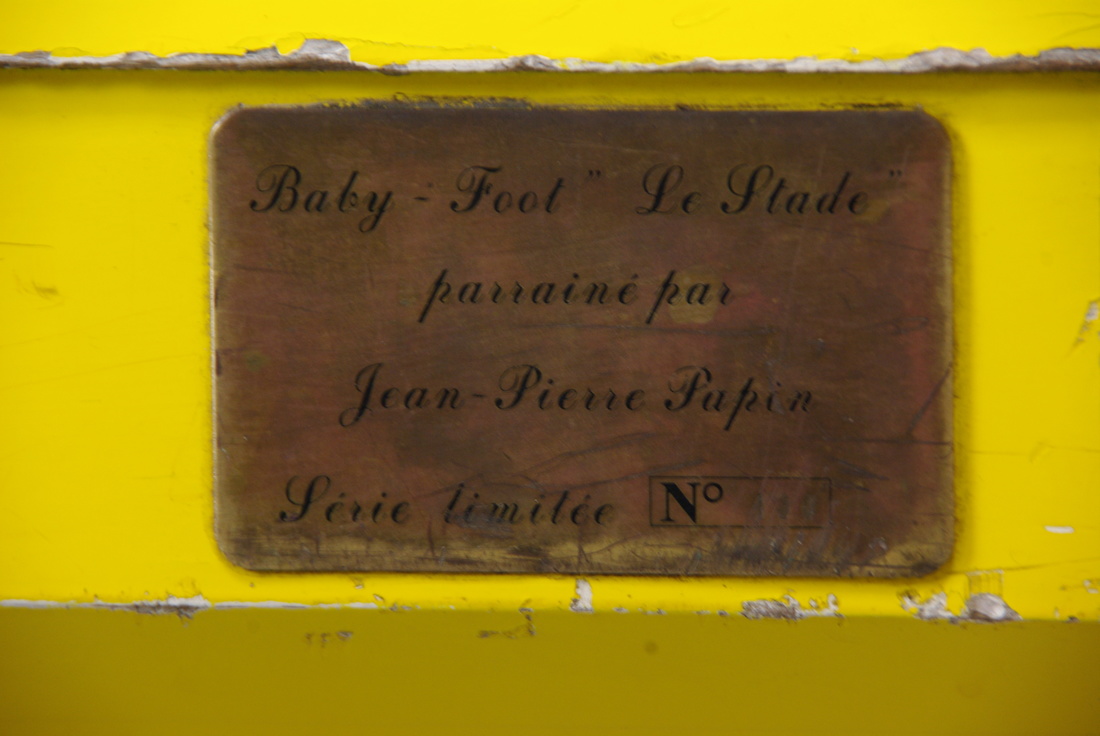 Baby-Foot " Le Stade "
parrainé par
Jean-Pierre Papin
Série limitée N°